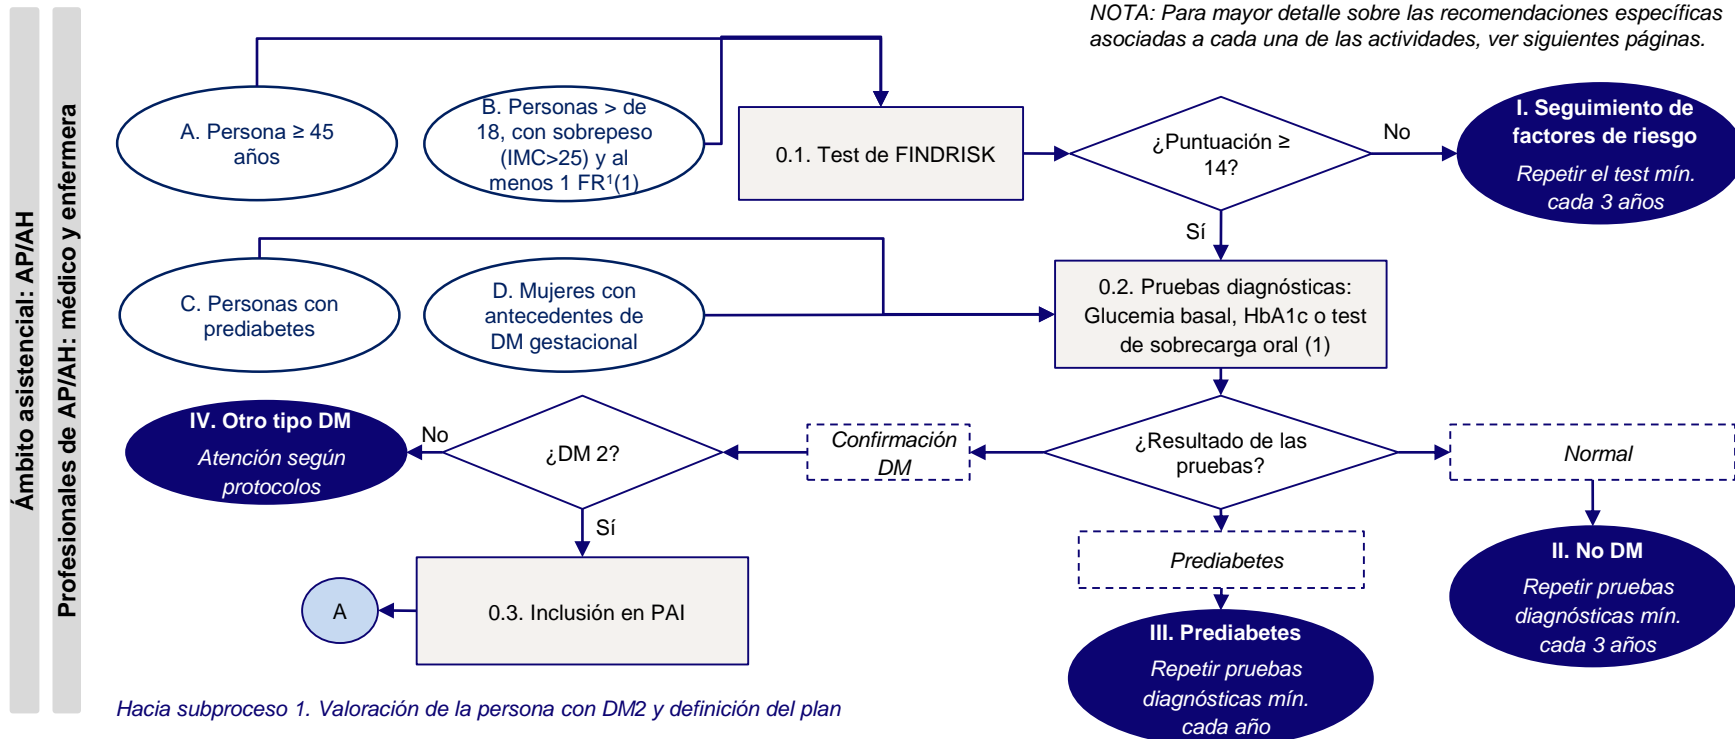 NOTA: Para mayor detalle sobre las recomendaciones específicas
asociadas a cada una de las actividades, ver siguientes páginas.
Ámbito asistencial: AP/AH
Profesionales de AP/AH: médico y enfermera
A. Persona ≥ 45
años
B. Personas > de
18, con sobrepeso
(IMC>25) y al
menos 1 FR¹(1)
0.1. Test de FINDRISK
¿Puntuación ≥
14?
No
I. Seguimiento de
factores de riesgo
Repetir el test mín.
cada 3 años
Sí
C. Personas con
prediabetes
D. Mujeres con
antecedentes de
DM gestacional
0.2. Pruebas diagnósticas:
Glucemia basal, HbA1c o test
de sobrecarga oral (1)
IV. Otro tipo DM
Atención según
protocolos
No
¿DM 2?
Confirmación
DM
¿Resultado de las
pruebas?
Normal
Sí
Prediabetes
II. No DM
Repetir pruebas
diagnósticas mín.
cada 3 años
A
0.3. Inclusión en PAI
III. Prediabetes
Repetir pruebas
diagnósticas mín.
cada año
Hacia subproceso 1. Valoración de la persona con DM2 y definición del plan